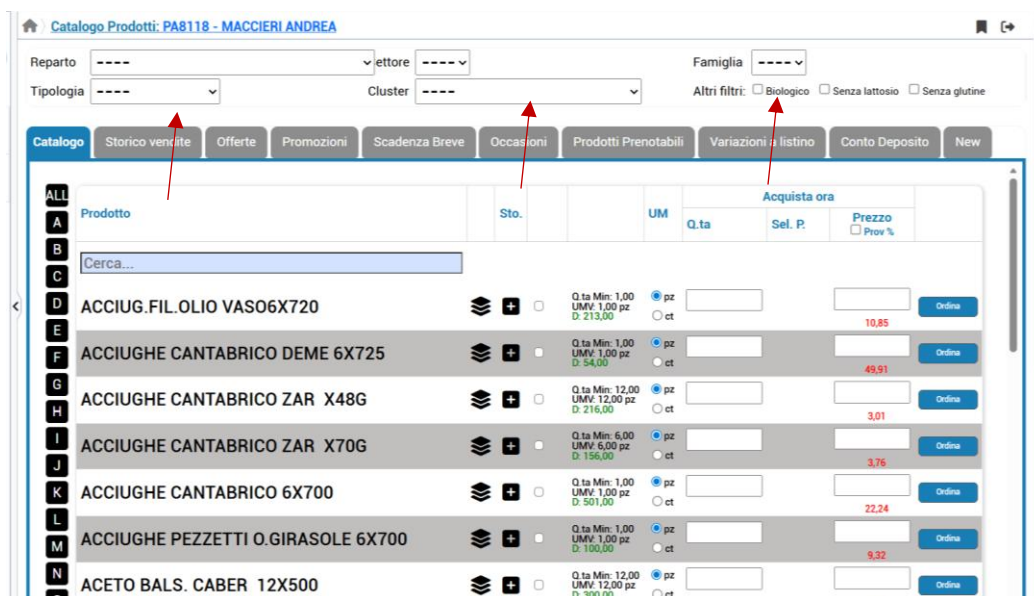 Catalogo Prodotti: PA8118 - MACCIERI ANDREA
Reparto ---- ettore ---- Famiglia ----
Tipologia ---- Cluster ---- Altri filtri: Biologico Senza lattosio Senza glutine
Catalogo Storico vendite Offerte Promozioni Scadenza Breve Occasioni Prodotti Prenotabili Variazioni a listino Conto Deposito New
ALL
A
B
C
D
E
F
G
H
I
J
K
L
M
N
Acquista ora
Prodotto Sto. UM Q.ta Sel. P. Prezzo
Prov %
Cerca...
ACCIUG.FIL.OLIO VASO6X720 Q.ta Min: 1,00 pz Ordina
UMV: 1,00 pz
D: 213,00 ct 10,85
ACCIUGHE CANTABRICO DEME 6X725 Q.ta Min: 1,00 pz Ordina
UMV: 1,00 pz
D: 54,00 ct 49,91
ACCIUGHE CANTABRICO ZAR X48G Q.ta Min: 12,00 pz Ordina
UMV: 12,00 pz
D: 216,00 ct 3,01
ACCIUGHE CANTABRICO ZAR X70G Q.ta Min: 6,00 pz Ordina
UMV: 6,00 pz
D: 156,00 ct 3,76
ACCIUGHE CANTABRICO 6X700 Q.ta Min: 1,00 pz Ordina
UMV: 1,00 pz
D: 501,00 ct 22,24
ACCIUGHE PEZZETTI O.GIRASOLE 6X700 Q.ta Min: 1,00 pz Ordina
UMV: 1,00 pz
D: 100,00 ct 9,32
ACETO BALS. CABER 12X500 Q.ta Min: 12,00 pz Ordina
UMV: 12,00 pz
D: 300,00 ct